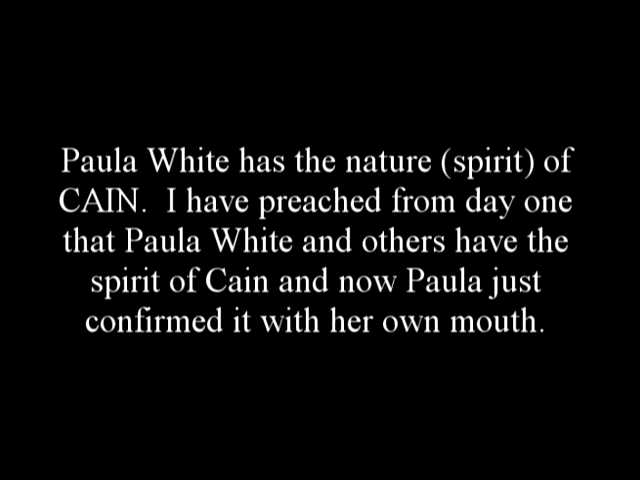 Paula White has the nature (spirit) of
CAIN.  I have preached from day one
that Paula White and others have the
spirit of Cain and now Paula just
confirmed it with her own mouth.